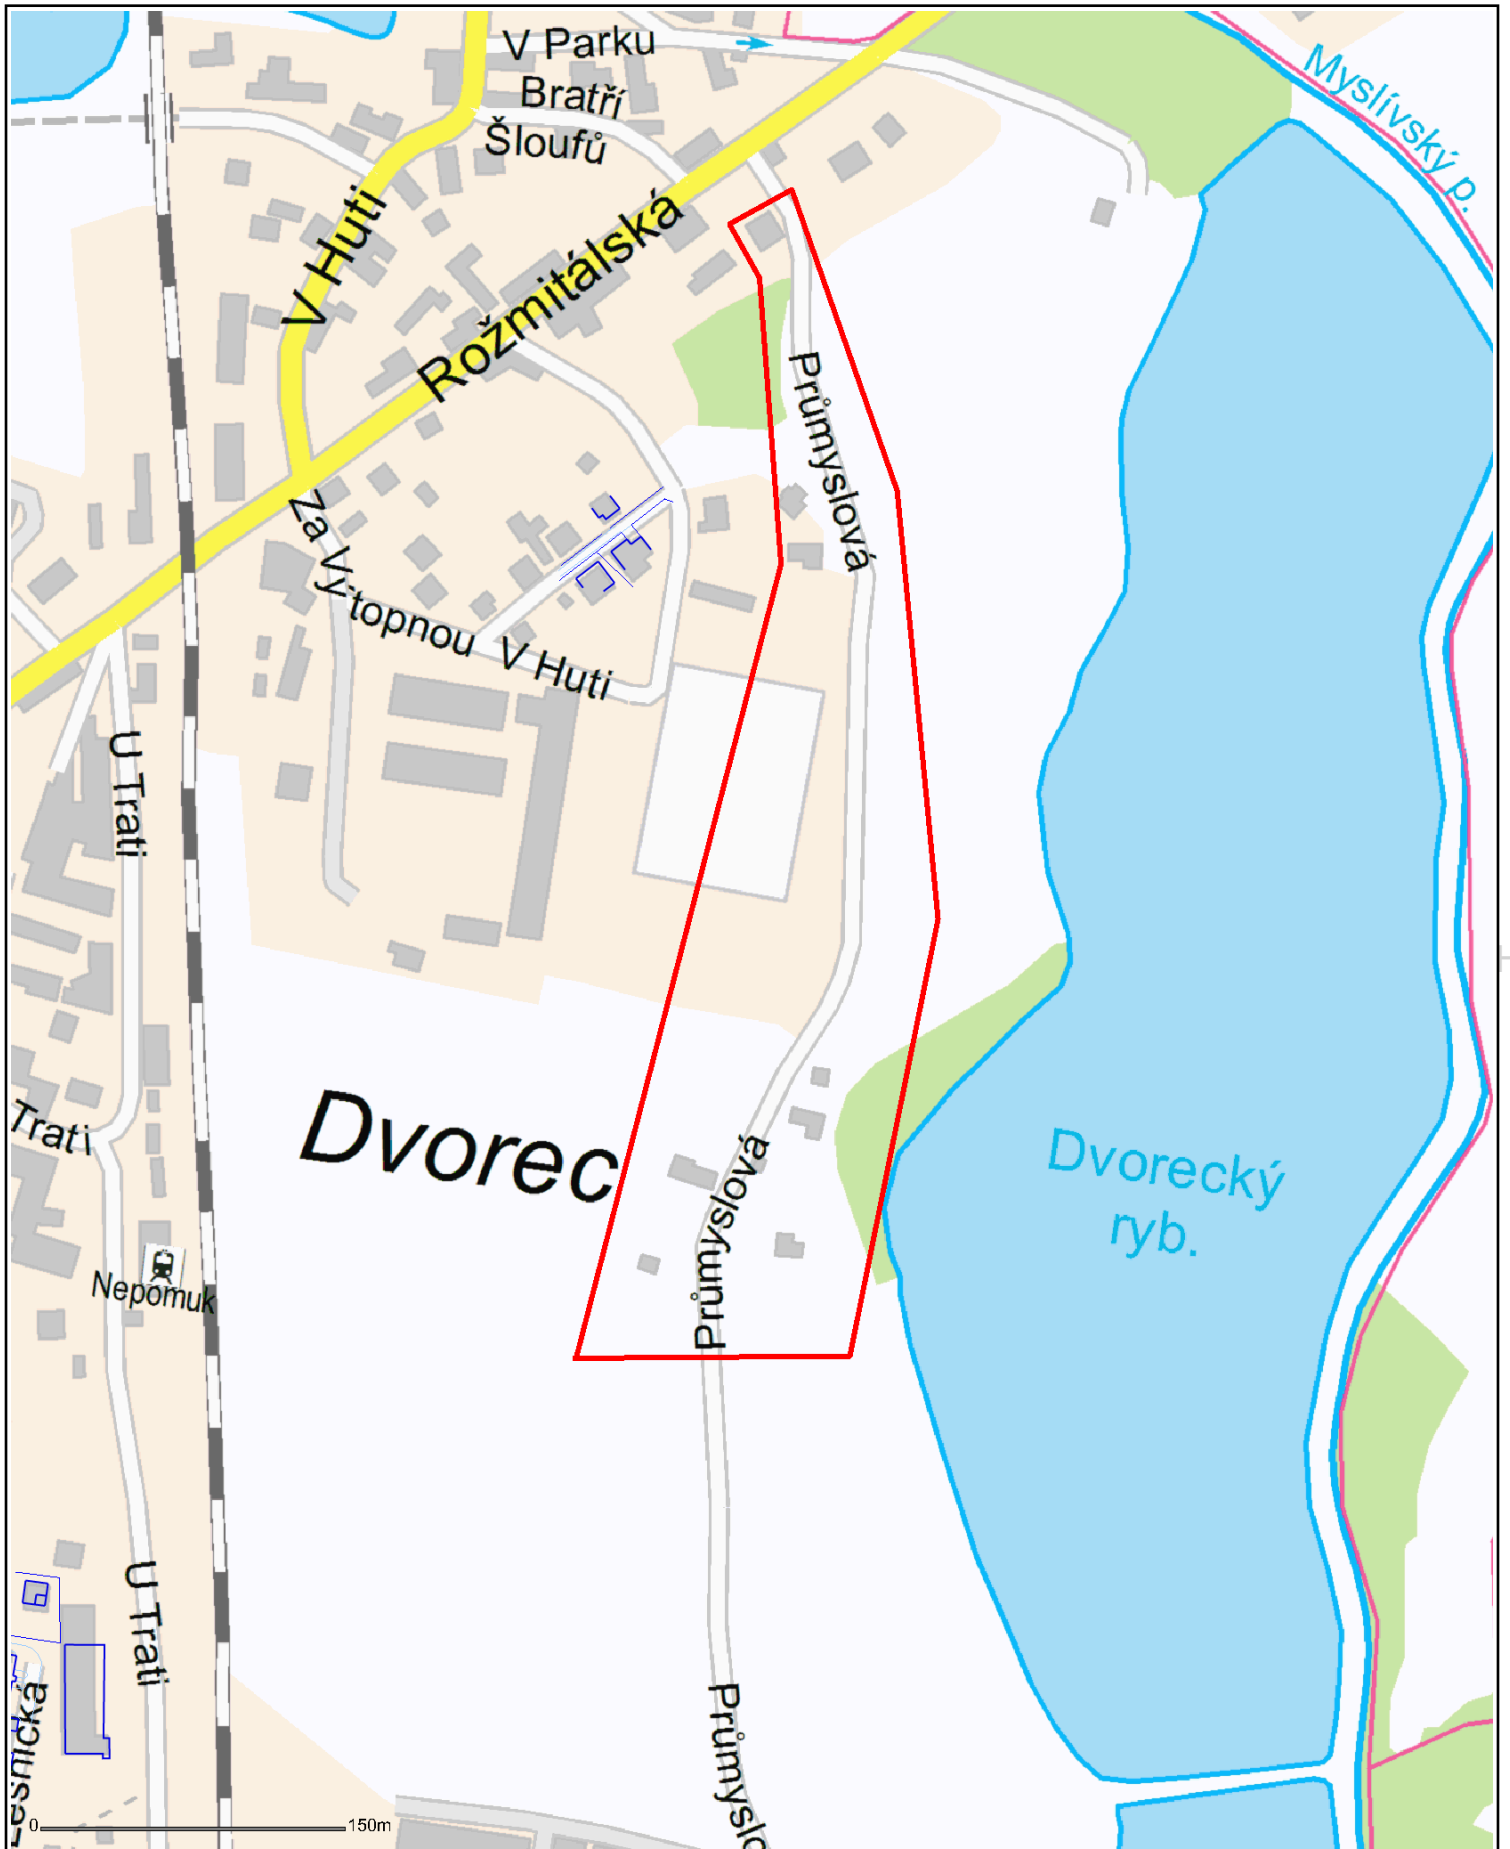 V Parku
Bratří
Šloufů
Myslívský p.
V Huti
Rožmitálská
Průmyslová
Za Výtopnou
V Huti
U Trati
Dvorec
Trati
Průmyslová
Dvorecký
ryb.
Nepomuk
U Trati
Lesnická
Průmyslo
0
150m